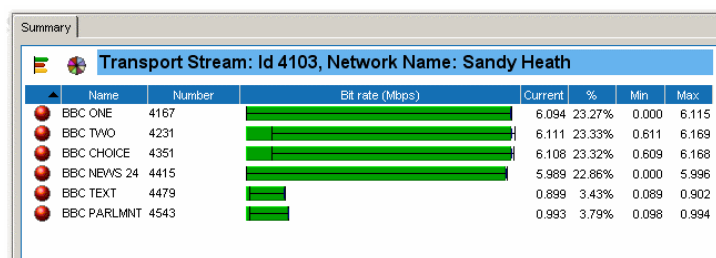 Summary
Transport Stream: Id 4103, Network Name: Sandy Heath
Name Number Bit rate (Mbps) Current % Min Max
BBC ONE 4167 6.094 23.27% 0.000 6.115
BBC TWO 4231 6.111 23.33% 0.611 6.169
BBC CHOICE 4351 6.108 23.32% 0.609 6.168
BBC NEWS 24 4415 5.989 22.86% 0.000 5.996
BBC TEXT 4479 0.899 3.43% 0.089 0.902
BBC PARLMNT 4543 0.993 3.79% 0.098 0.994